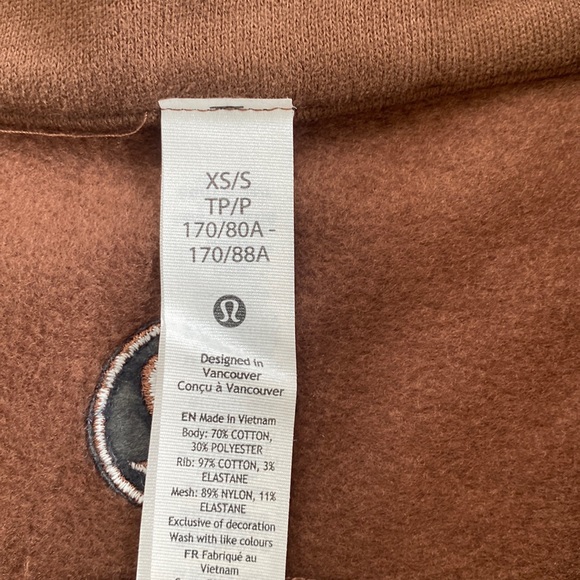 XS/S
TP/P
170/80A -
170/88A
Designed in
Vancouver
Conçu à Vancouver
EN Made in Vietnam
Body: 70% COTTON,
30% POLYESTER
Rib: 97% COTTON, 3%
ELASTANE
Mesh: 89% NYLON, 11%
ELASTANE
Exclusive of decoration
Wash with like colours
FR Fabriqué au
Vietnam